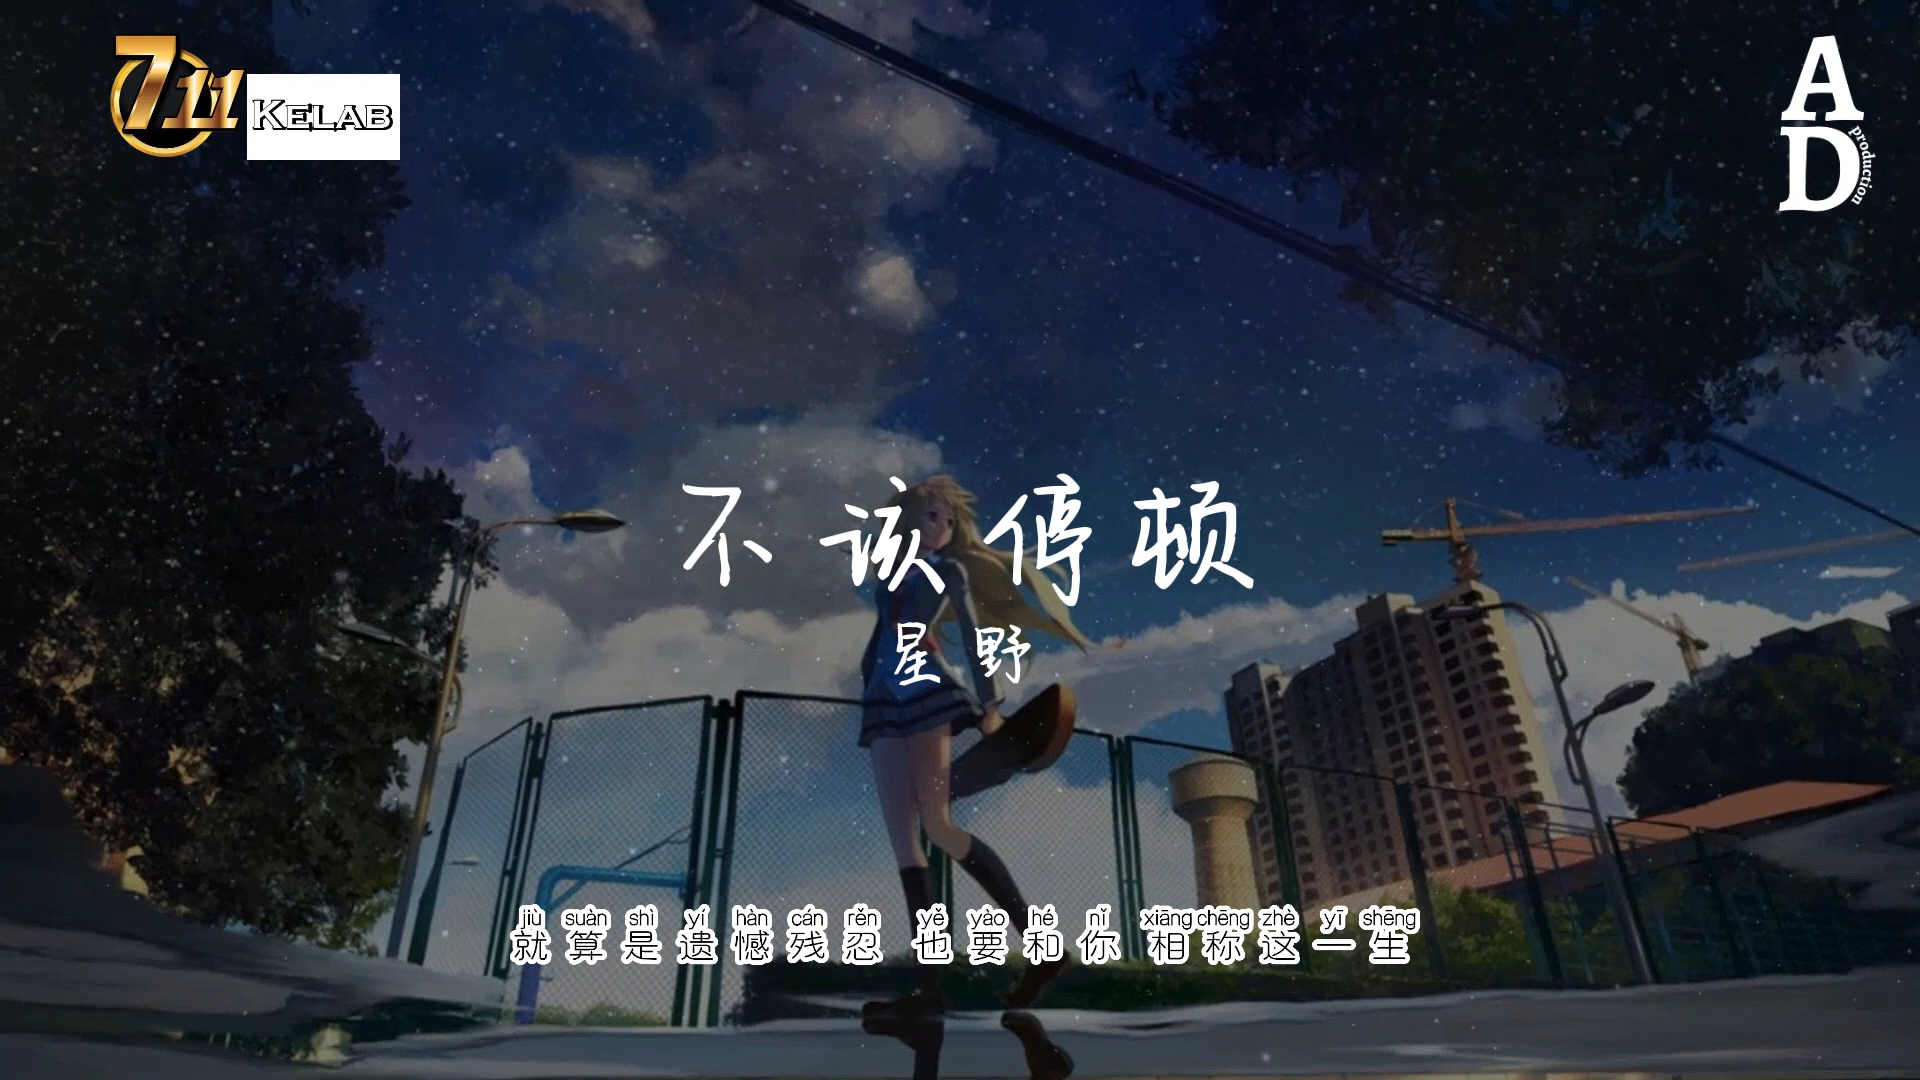 711 KELAB
AD production
不该停顿
星野
jiù suàn shì yí hàn cán rěn yě yào hé nǐ xiāng chēng zhè yī shēng
就算是遗憾残忍 也要和你 相称这一生